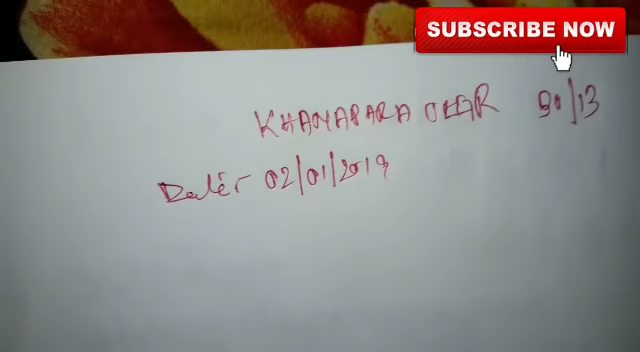 SUBSCRIBE NOW
KHANAPARA TEER 90/13
Date:- 02/01/2019